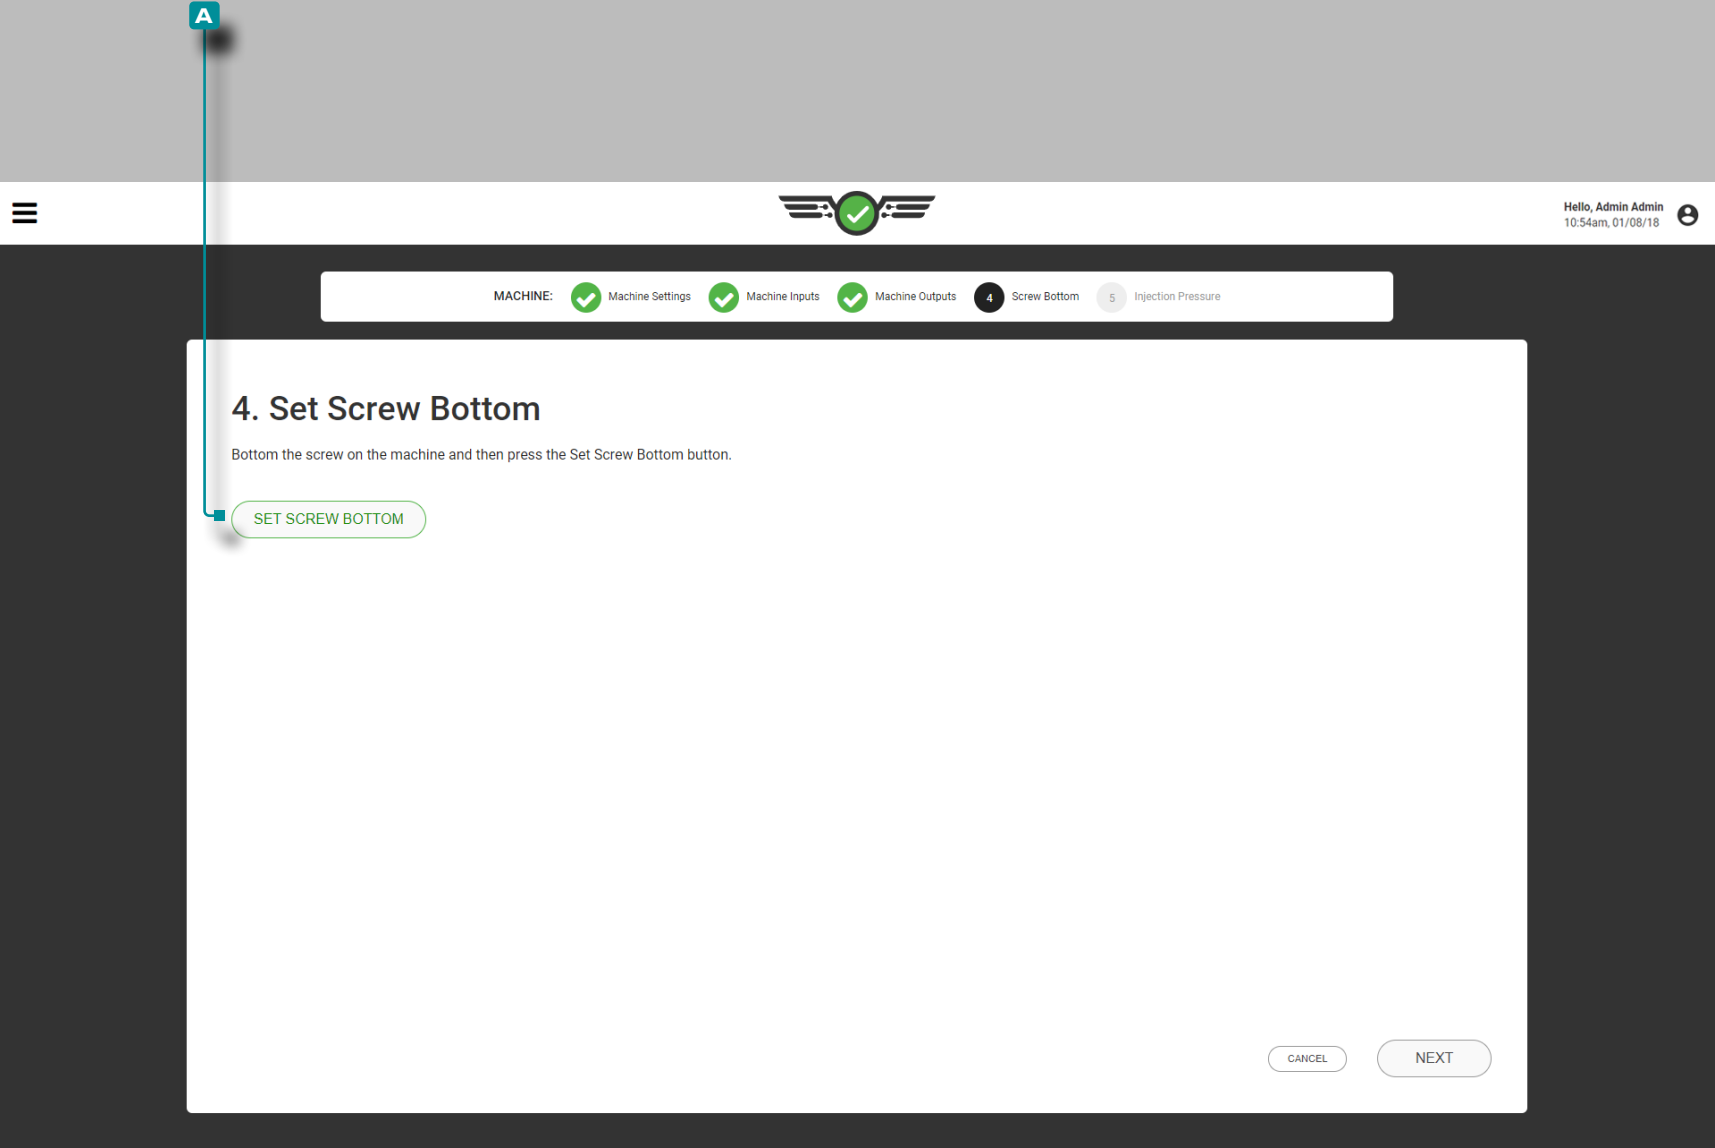 A
Hello, Admin Admin
10:54am, 01/08/18
MACHINE: Machine Settings Machine Inputs Machine Outputs 4 Screw Bottom 5 Injection Pressure
4. Set Screw Bottom
Bottom the screw on the machine and then press the Set Screw Bottom button.
SET SCREW BOTTOM
CANCEL NEXT